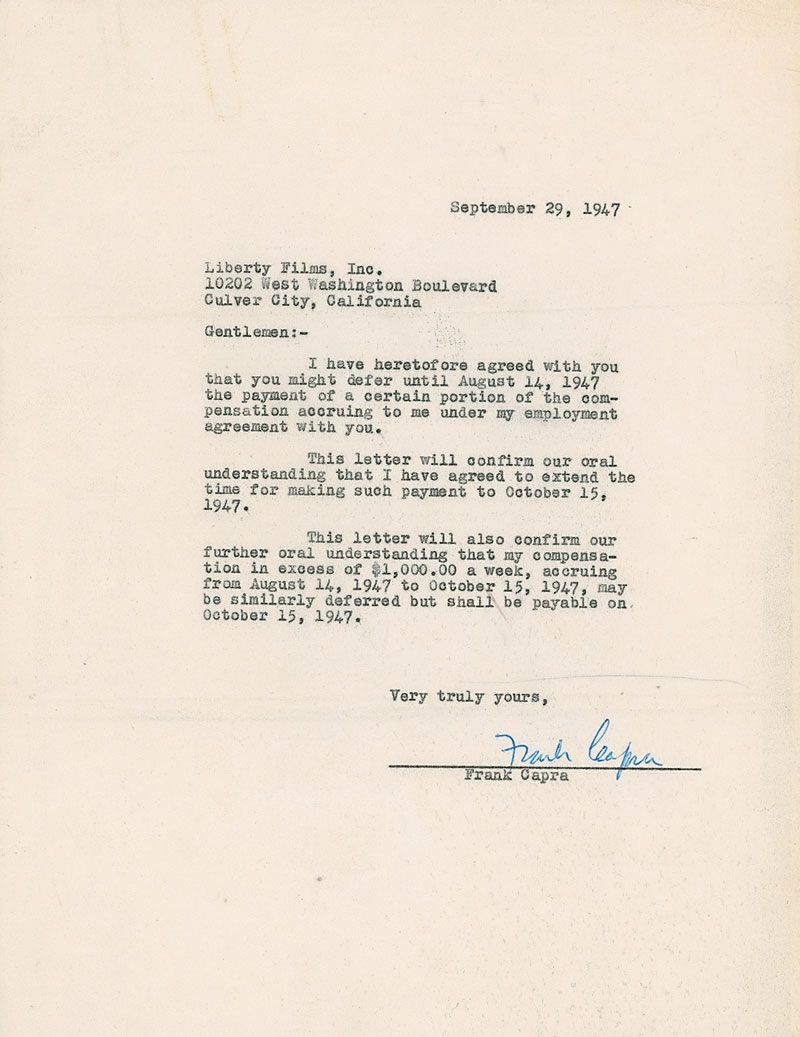 September 29, 1947
Liberty Films, Inc.
10202 West Washington Boulevard
Culver City, California
Gentlemen:-
I have heretofore agreed with you
that you might defer until August 14, 1947
the payment of a certain portion of the com-
pensation accruing to me under my employment
agreement with you.
This letter will confirm our oral
understanding that I have agreed to extend the
time for making such payment to October 15,
1947.
This letter will also confirm our
further oral understanding that my compensa-
tion in excess of $1,000.00 a week, accruing
from August 14, 1947 to October 15, 1947, may
be similarly deferred but shall be payable on
October 15, 1947.
Very truly yours,
Frank Capra
Frank Capra